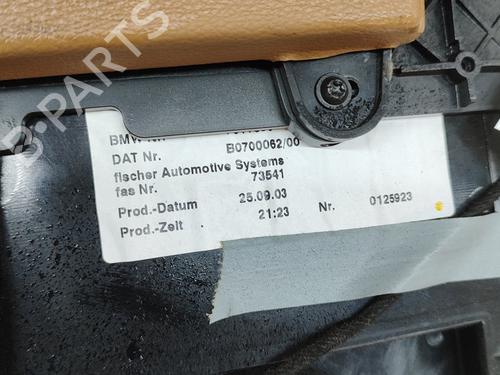 B-PARTS
BMW
DAT Nr. B0700062/00
fischer Automotive Systems
fas Nr. 73541
Prod.-Datum 25.09.03 Nr. 0125923
Prod.-Zeit 21:23